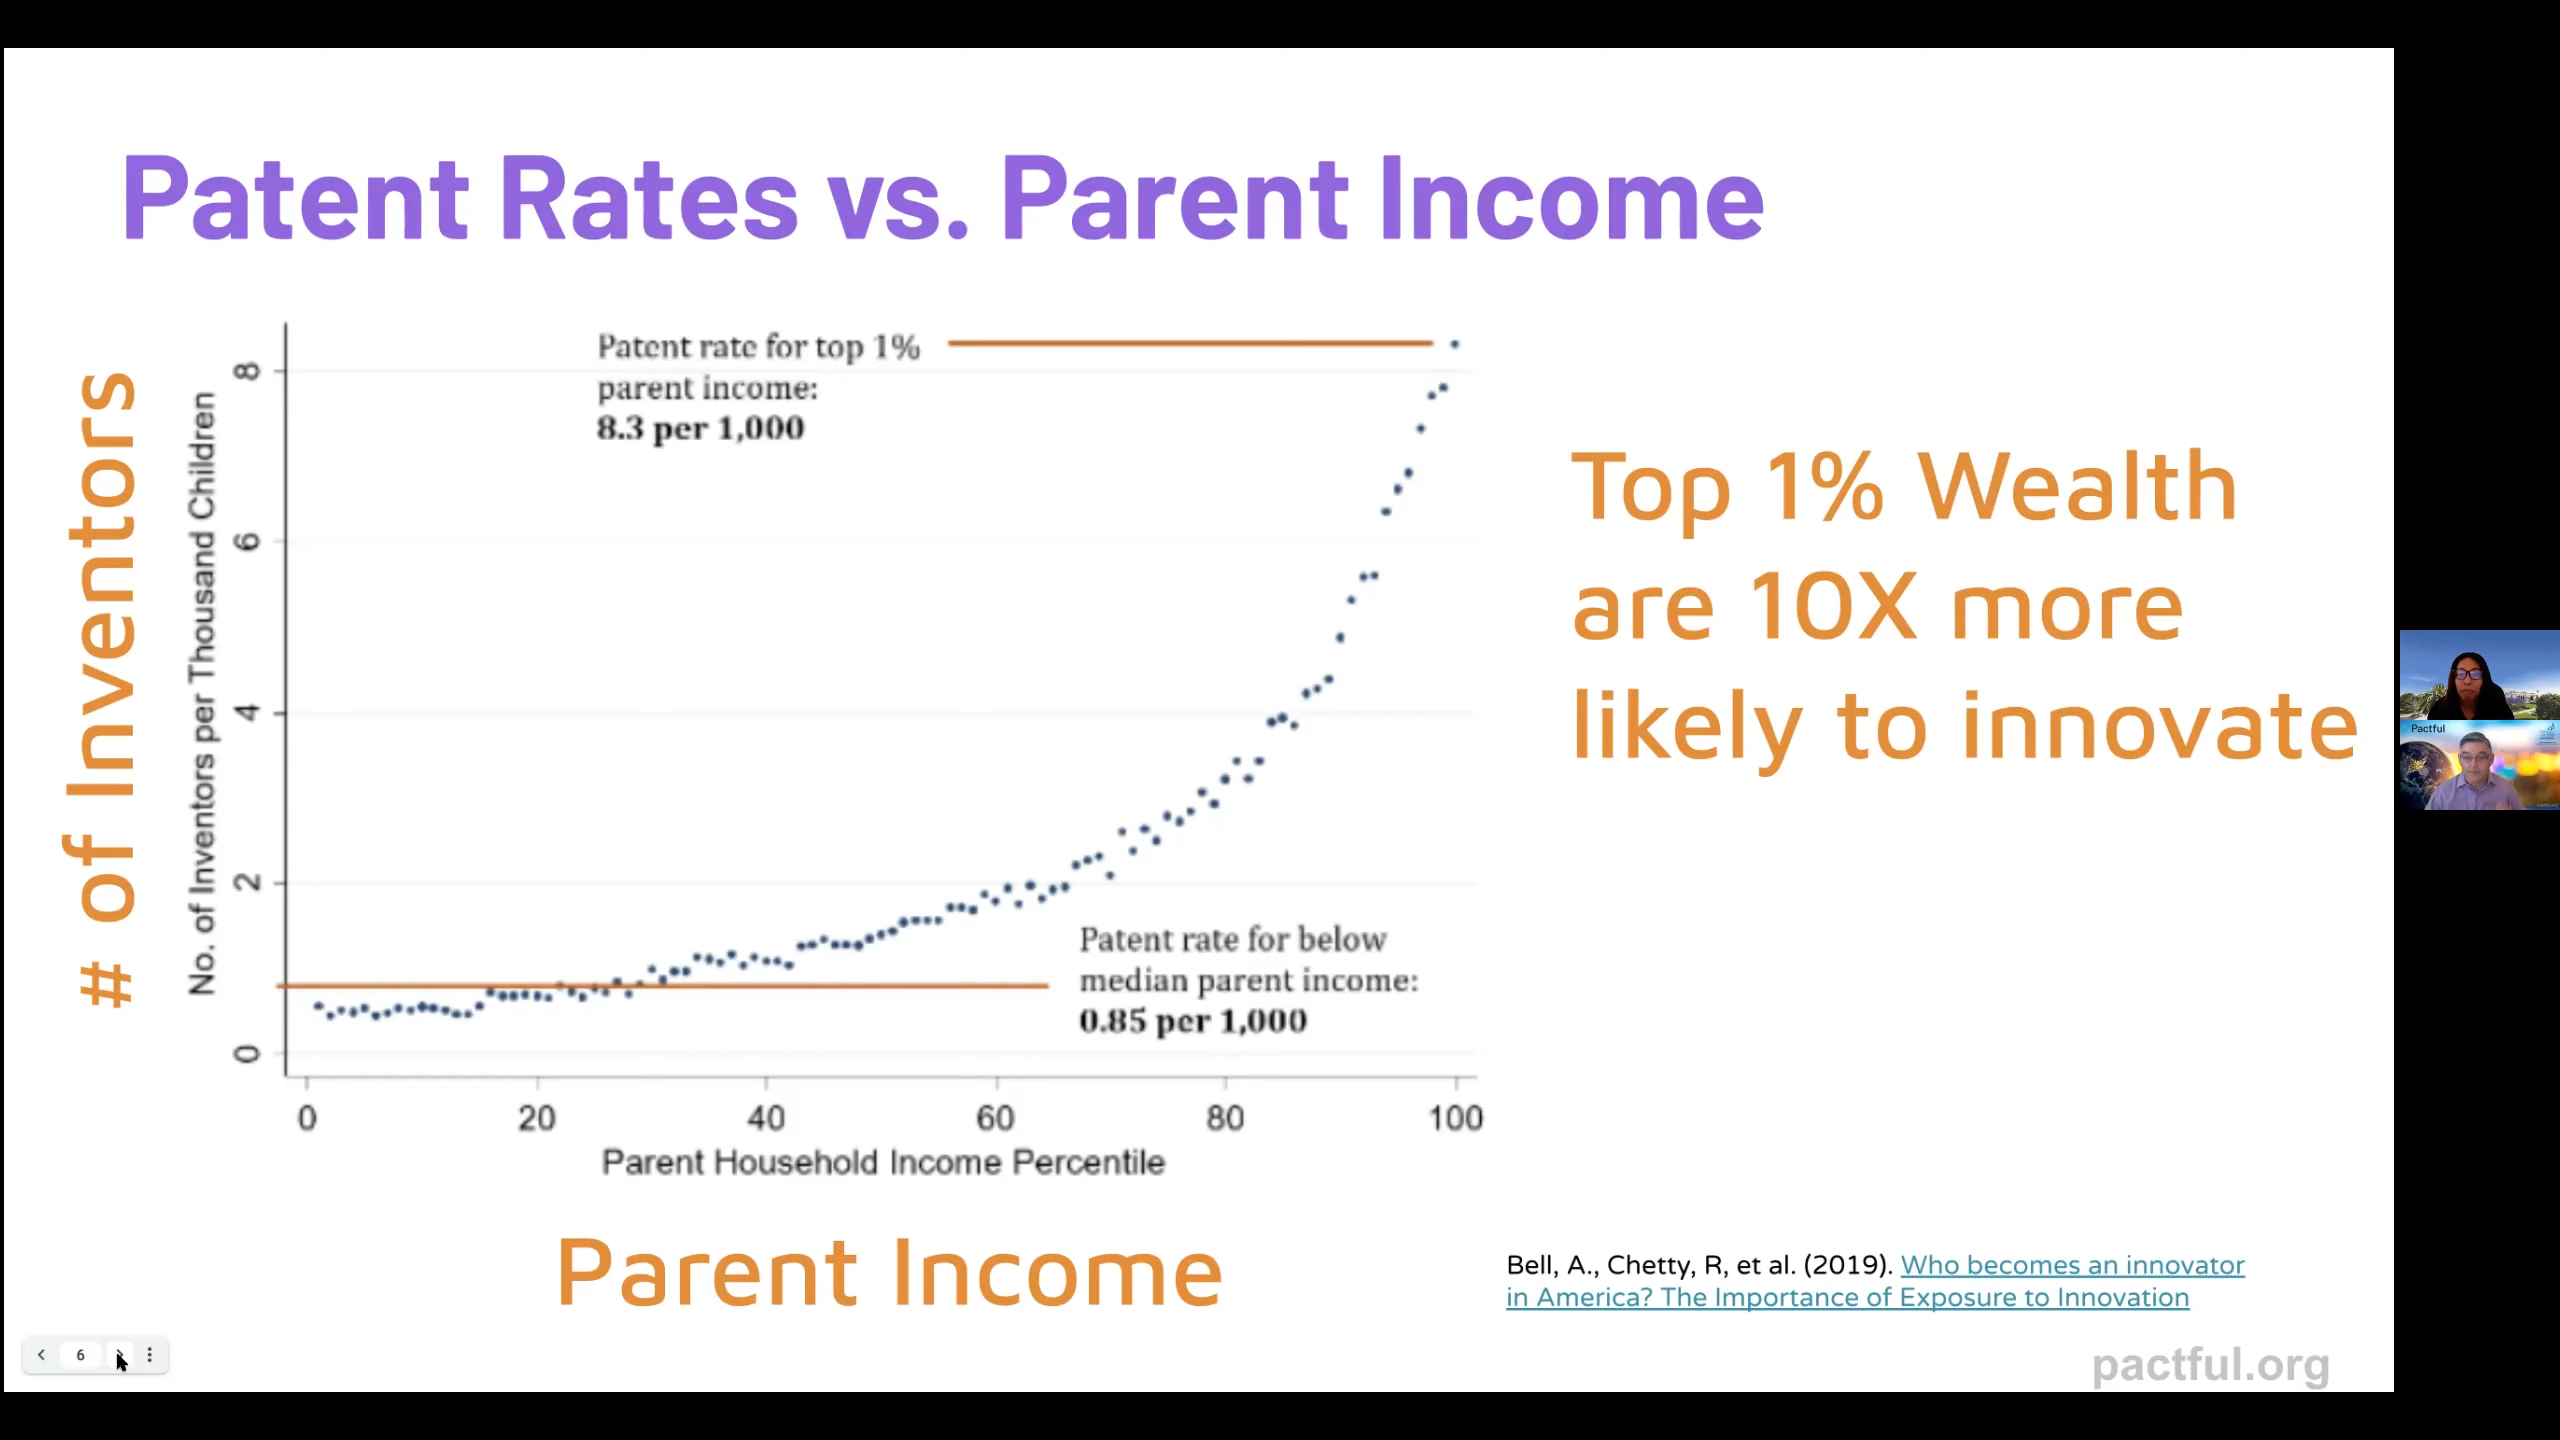 Patent Rates vs. Parent Income
# of Inventors
No. of Inventors per Thousand Children
8
6
4
2
0
Patent rate for top 1%
parent income:
8.3 per 1,000
Patent rate for below
median parent income:
0.85 per 1,000
0 20 40 60 80 100
Parent Household Income Percentile
Parent Income
Top 1% Wealth
are 10X more
likely to innovate
Bell, A., Chetty, R, et al. (2019). Who becomes an innovator
in America? The Importance of Exposure to Innovation
pactful.org
6
Pactful